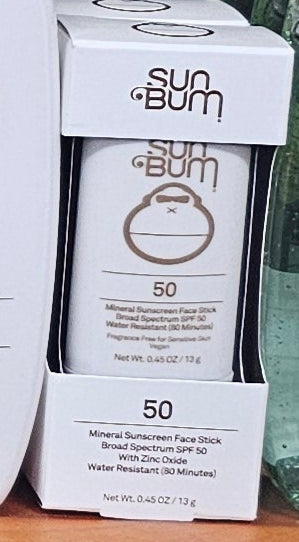 SUN
BUM
SUN
BUM
50
Mineral Sunscreen Face Stick
Broad Spectrum SPF 50
Water Resistant (80 Minutes)
Fragrance Free for Sensitive Skin
Vegan
Net Wt. 0.45 OZ / 13 g
50
Mineral Sunscreen Face Stick
Broad Spectrum SPF 50
With Zinc Oxide
Water Resistant (80 Minutes)
Net Wt. 0.45 OZ / 13 g